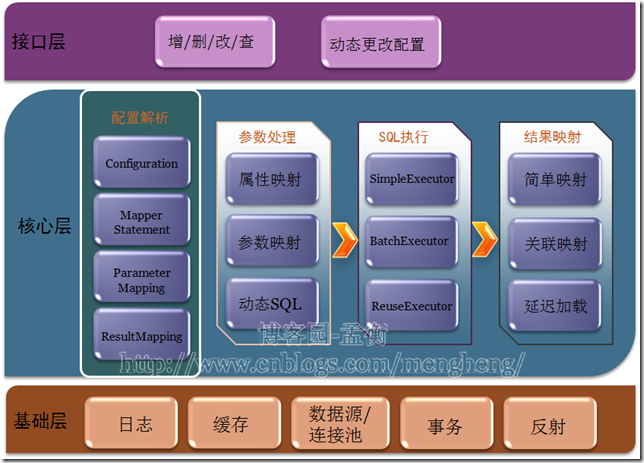 接口层
增/删/改/查
动态更改配置
核心层
配置解析
Configuration
Mapper
Statement
Parameter
Mapping
ResultMapping
参数处理
属性映射
参数映射
动态SQL
SQL执行
SimpleExecutor
BatchExecutor
ReuseExecutor
结果映射
简单映射
关联映射
延迟加载
博客园-孟衡
http://www.cnblogs.com/mengheng/
基础层
日志
缓存
数据源/
连接池
事务
反射